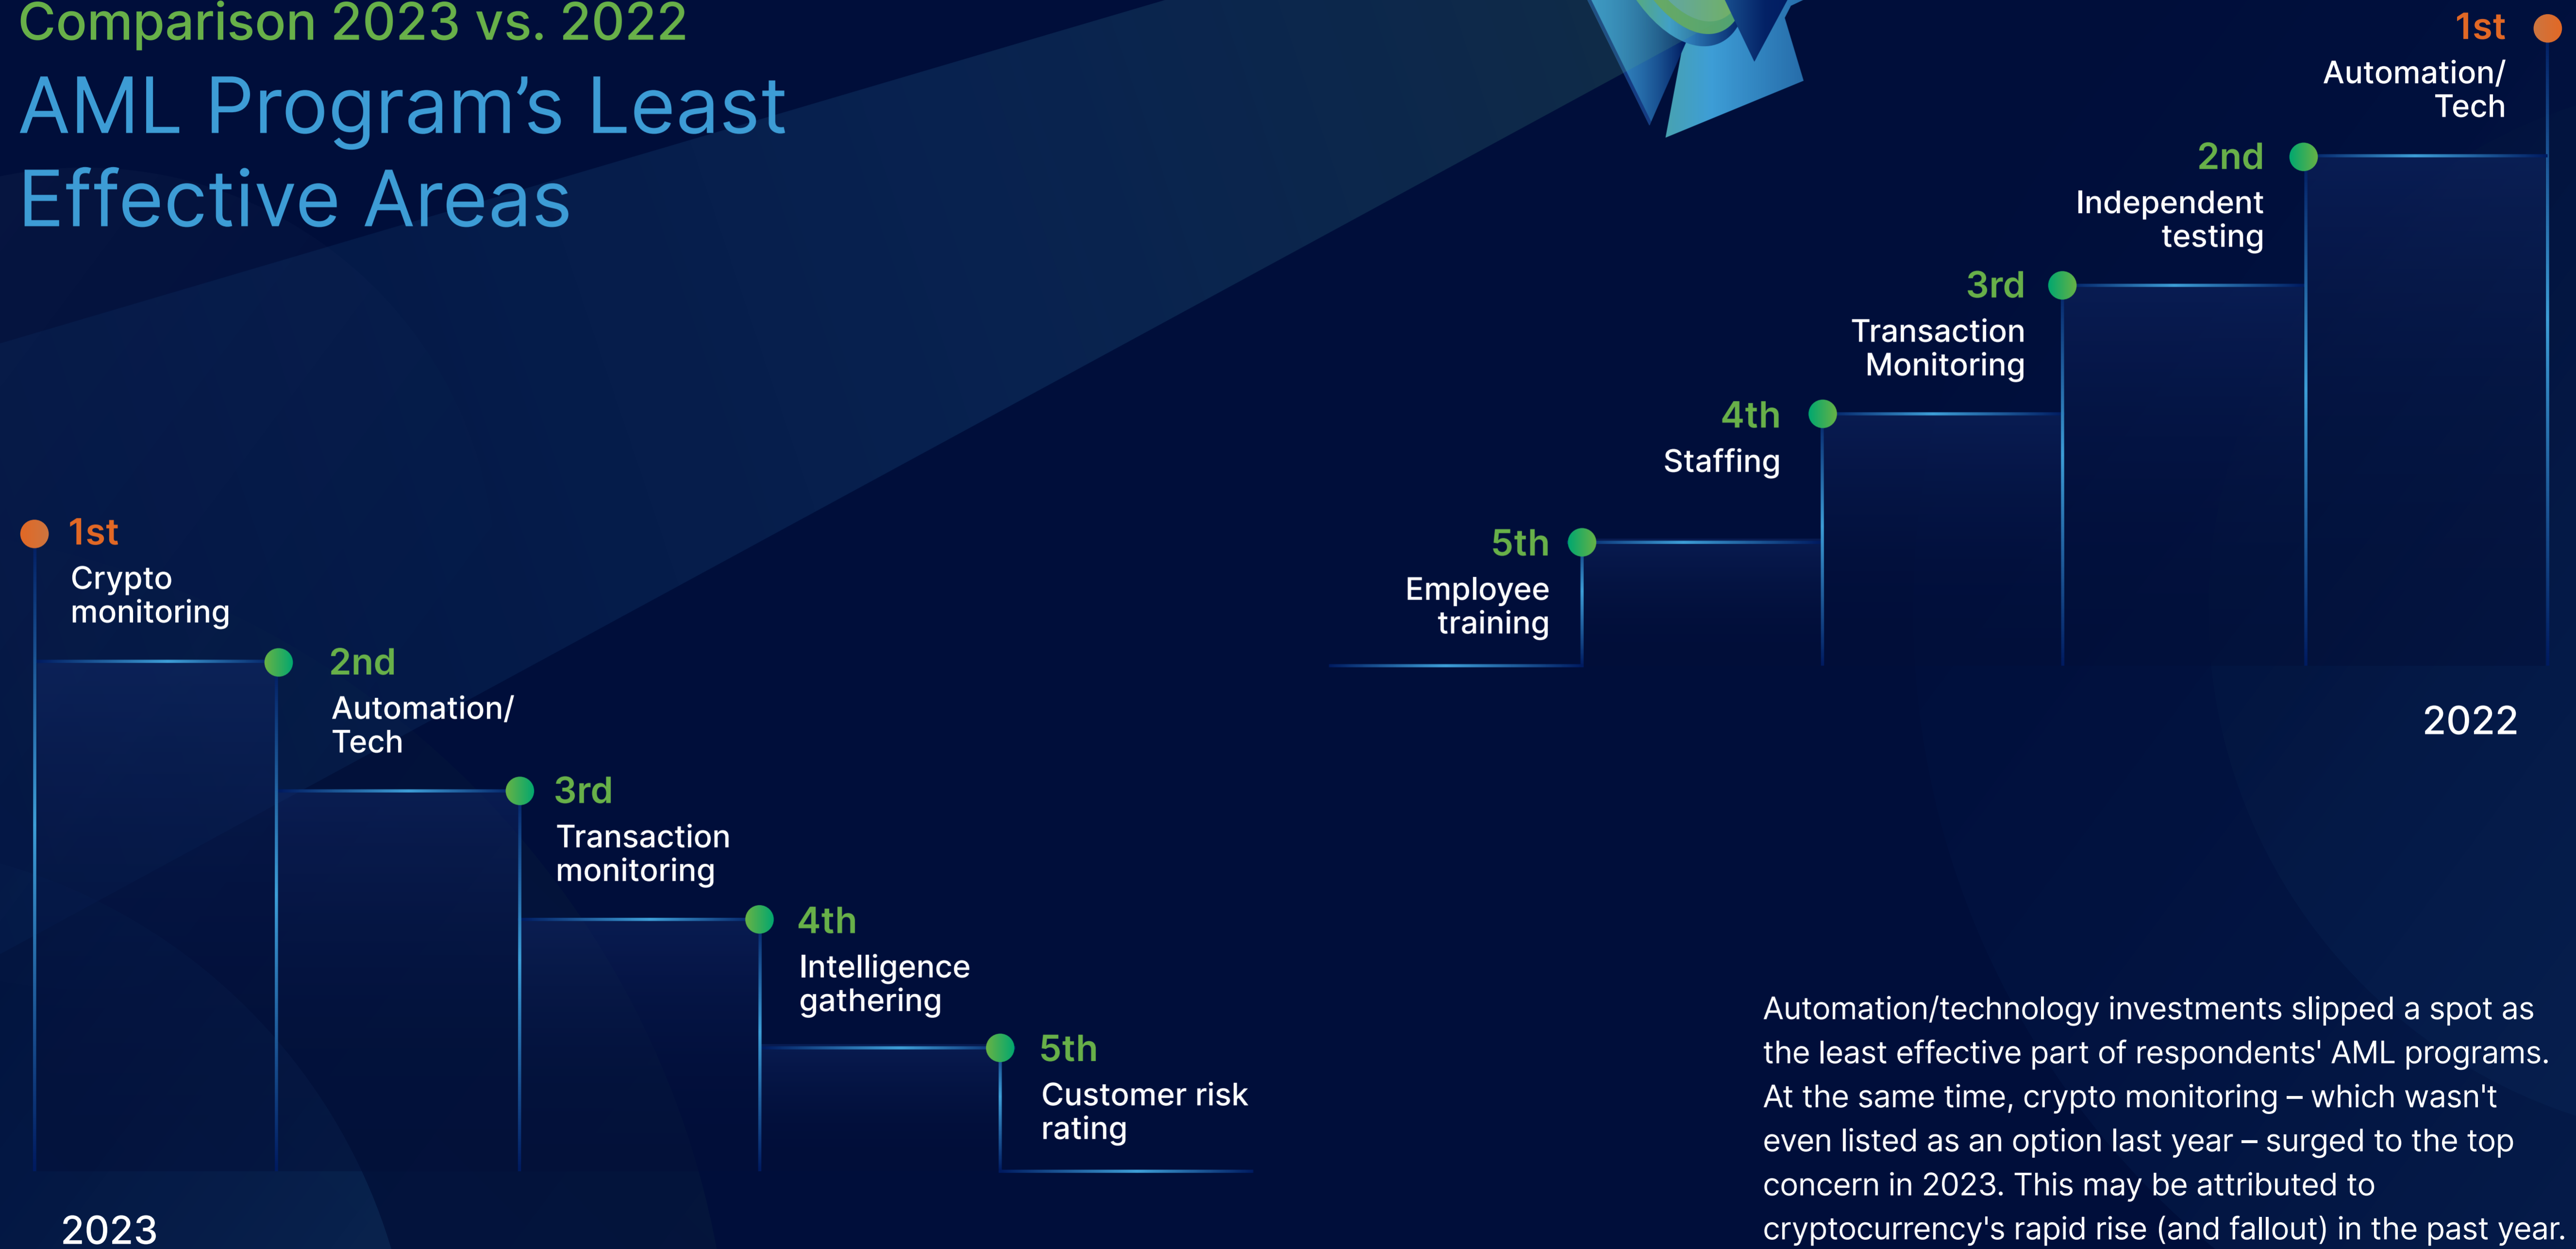 Comparison 2023 vs. 2022
AML Program’s Least
Effective Areas
1st
Crypto
monitoring
2nd
Automation/
Tech
3rd
Transaction
monitoring
4th
Intelligence
gathering
5th
Customer risk
rating
2023
1st
Automation/
Tech
2nd
Independent
testing
3rd
Transaction
Monitoring
4th
Staffing
5th
Employee
training
2022
Automation/technology investments slipped a spot as
the least effective part of respondents' AML programs.
At the same time, crypto monitoring – which wasn't
even listed as an option last year – surged to the top
concern in 2023. This may be attributed to
cryptocurrency's rapid rise (and fallout) in the past year.